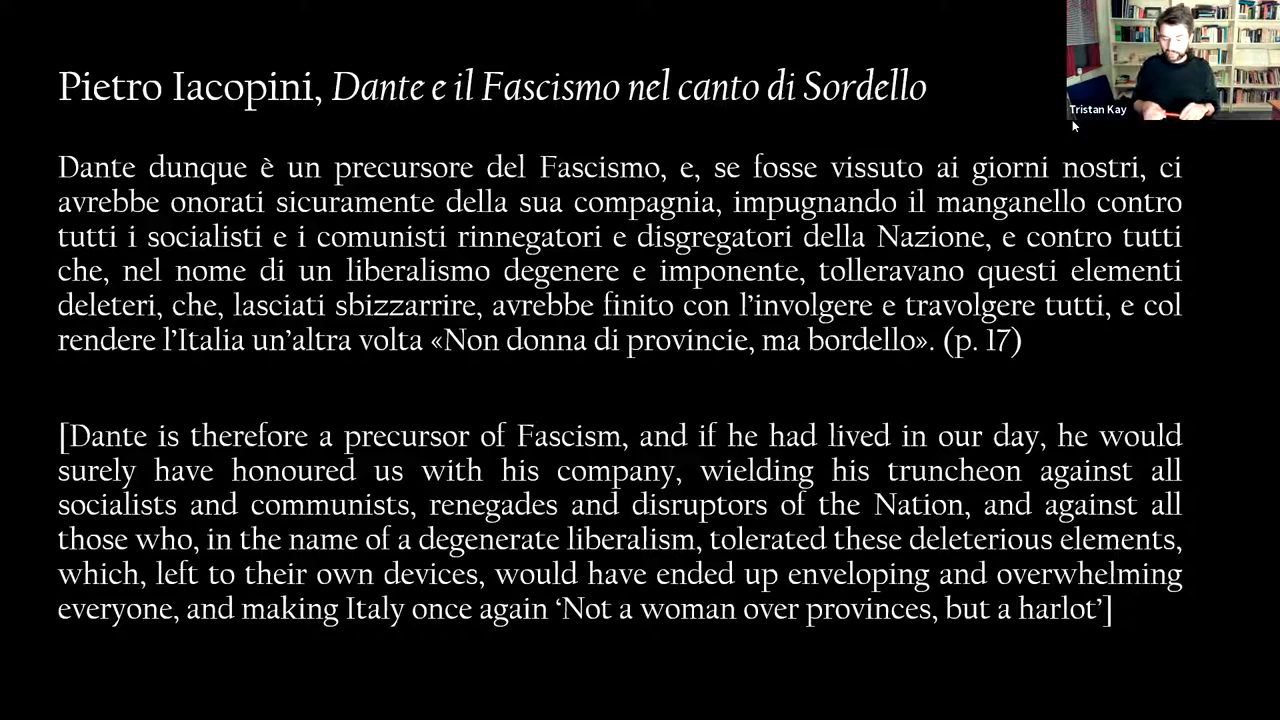 Pietro Iacopini, Dante e il Fascismo nel canto di Sordello
Tristan Kay
Dante dunque è un precursore del Fascismo, e, se fosse vissuto ai giorni nostri, ci
avrebbe onorati sicuramente della sua compagnia, impugnando il manganello contro
tutti i socialisti e i comunisti rinnegatori e disgregatori della Nazione, e contro tutti
che, nel nome di un liberalismo degenere e imponente, tolleravano questi elementi
deleteri, che, lasciati sbizzarrire, avrebbe finito con l’involgere e travolgere tutti, e col
rendere l’Italia un’altra volta «Non donna di provincie, ma bordello». (p. 17)
[Dante is therefore a precursor of Fascism, and if he had lived in our day, he would
surely have honoured us with his company, wielding his truncheon against all
socialists and communists, renegades and disruptors of the Nation, and against all
those who, in the name of a degenerate liberalism, tolerated these deleterious elements,
which, left to their own devices, would have ended up enveloping and overwhelming
everyone, and making Italy once again ‘Not a woman over provinces, but a harlot’]